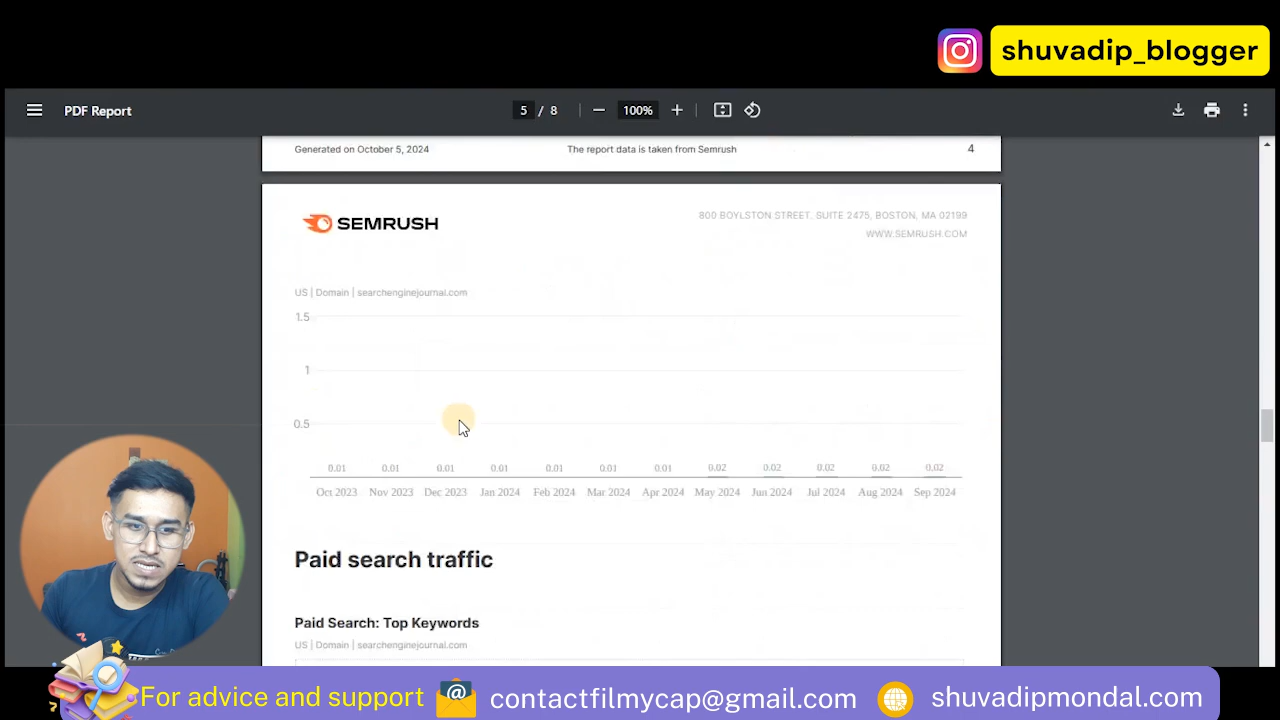 shuvadip_blogger
PDF Report
5 / 8
100%
Generated on October 5, 2024
The report data is taken from Semrush
4
SEMRUSH
800 BOYLSTON STREET, SUITE 2475, BOSTON, MA 02199
WWW.SEMRUSH.COM
US | Domain | searchenginejournal.com
1.5
1
0.5
0.01 0.01 0.01 0.01 0.01 0.01 0.01 0.02 0.02 0.02 0.02 0.02
Oct 2023 Nov 2023 Dec 2023 Jan 2024 Feb 2024 Mar 2024 Apr 2024 May 2024 Jun 2024 Jul 2024 Aug 2024 Sep 2024
Paid search traffic
Paid Search: Top Keywords
US | Domain | searchenginejournal.com
For advice and support
contactfilmycap@gmail.com
shuvadipmondal.com